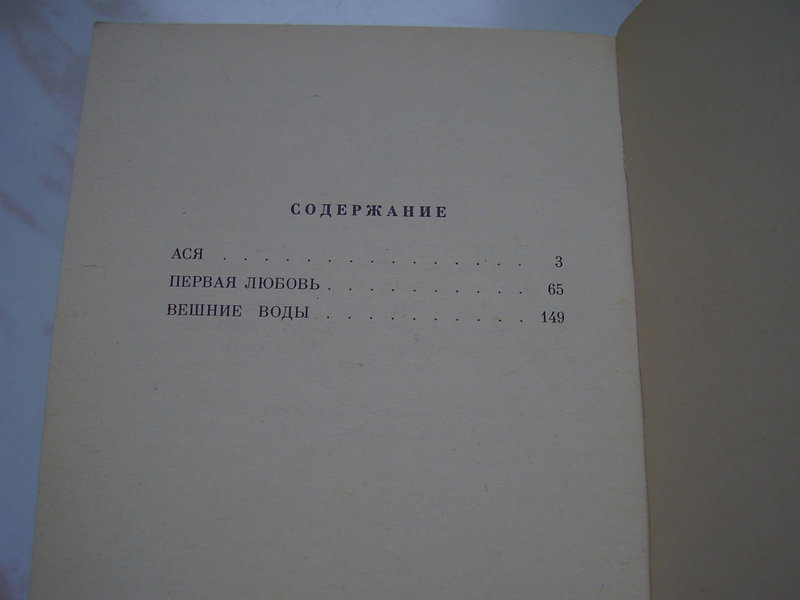 СОДЕРЖАНИЕ
АСЯ . . . . . . . . . . . . . . . . 3
ПЕРВАЯ ЛЮБОВЬ . . . . . . . . . . 65
ВЕШНИЕ ВОДЫ . . . . . . . . . . 149